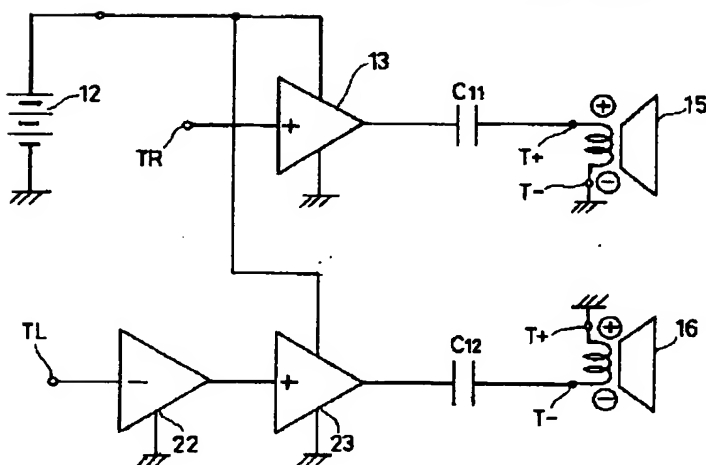 12
13
C11
+
15
TR
+
T+
T-
−
TL
−
+
C12
T+
+
16
T-
−
22
23